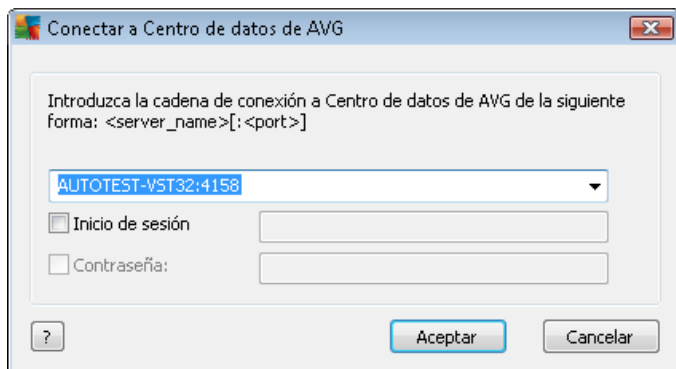 Conectar a Centro de datos de AVG
Introduzca la cadena de conexión a Centro de datos de AVG de la siguiente
forma: <server_name>[:<port>]
AUTOTEST-VST32:4158
Inicio de sesión
Contraseña:
?
Aceptar
Cancelar